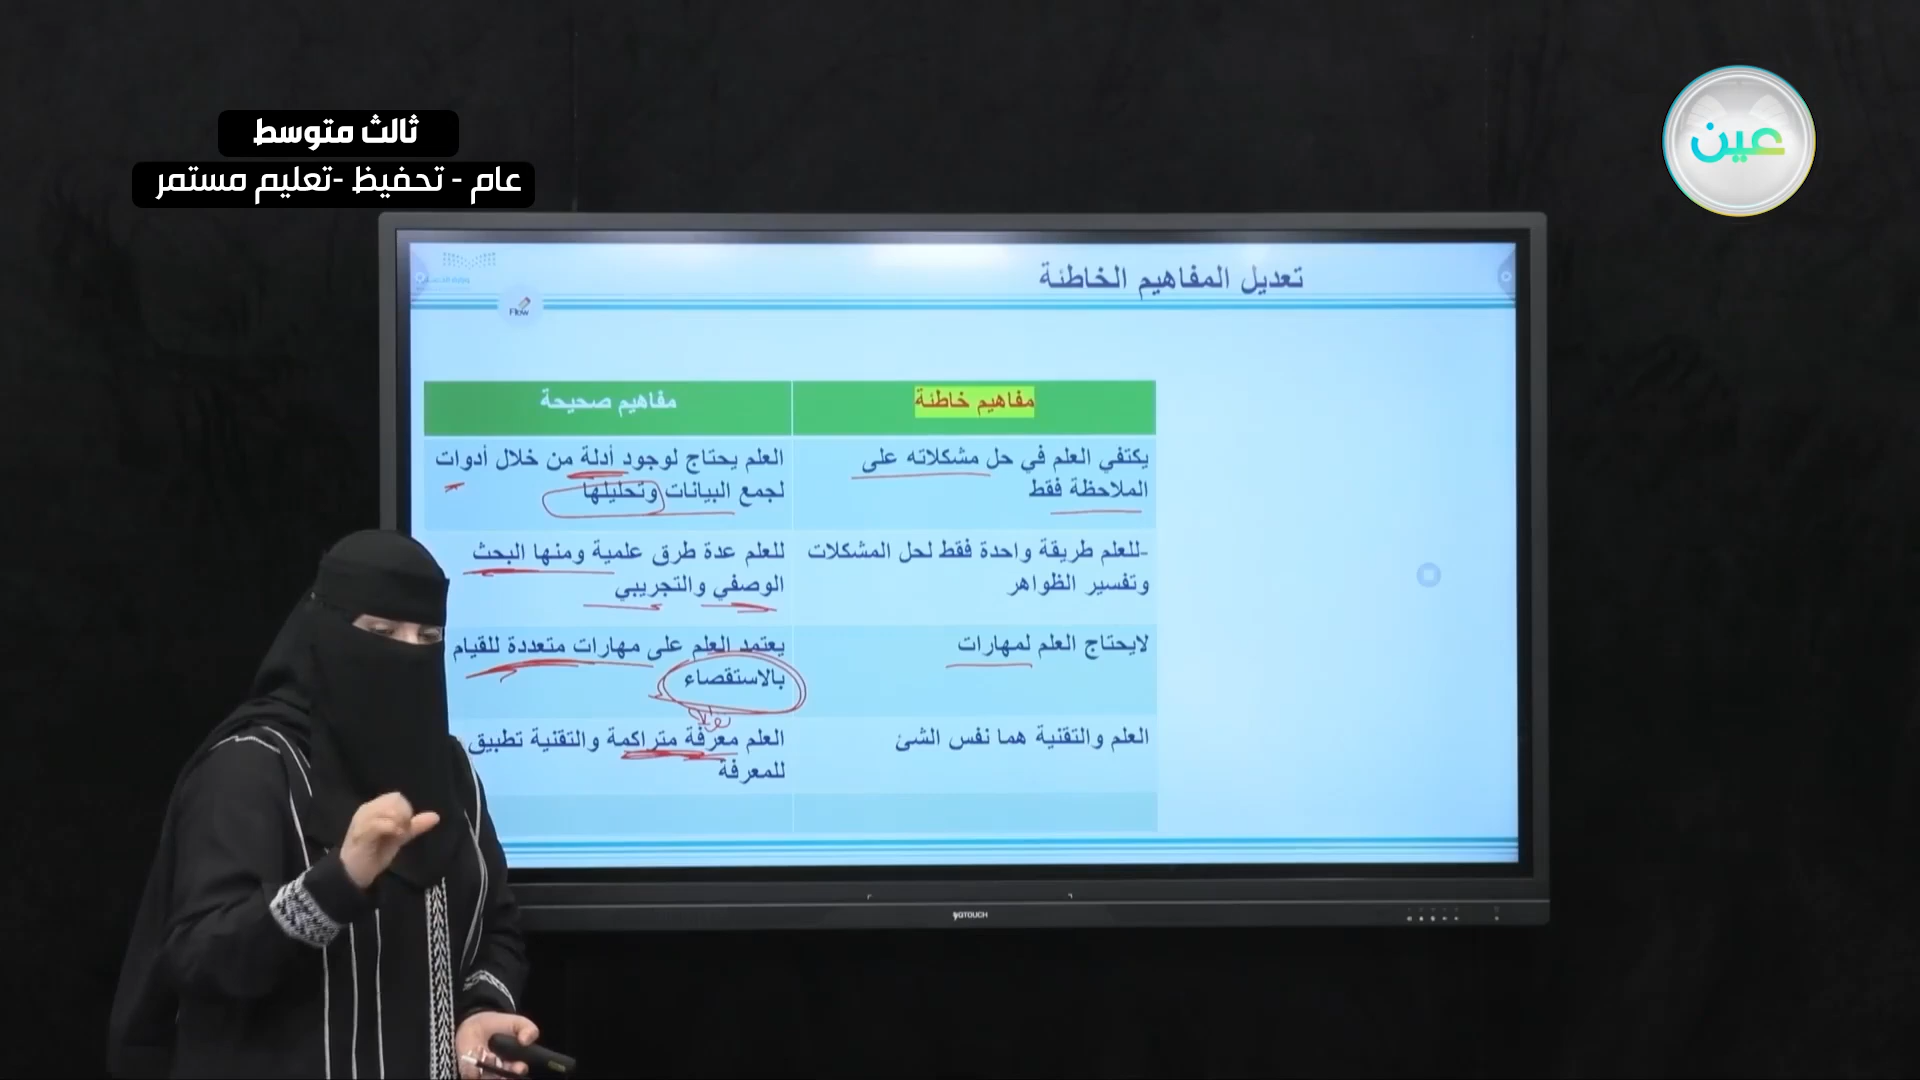 ثالث متوسط
عام - تحفيظ -تعليم مستمر
عين
تعديل المفاهيم الخاطئة
Flow
مفاهيم خاطئة
مفاهيم صحيحة
يكتفي العلم في حل مشكلاته على
الملاحظة فقط
العلم يحتاج لوجود أدلة من خلال أدوات
لجمع البيانات وتحليلها
-للعلم طريقة واحدة فقط لحل المشكلات
وتفسير الظواهر
للعلم عدة طرق علمية ومنها البحث
الوصفي والتجريبي
لايحتاج العلم لمهارات
يعتمد العلم على مهارات متعددة للقيام
بالاستقصاء
العلم والتقنية هما نفس الشئ
العلم معرفة متراكمة والتقنية تطبيق
للمعرفة